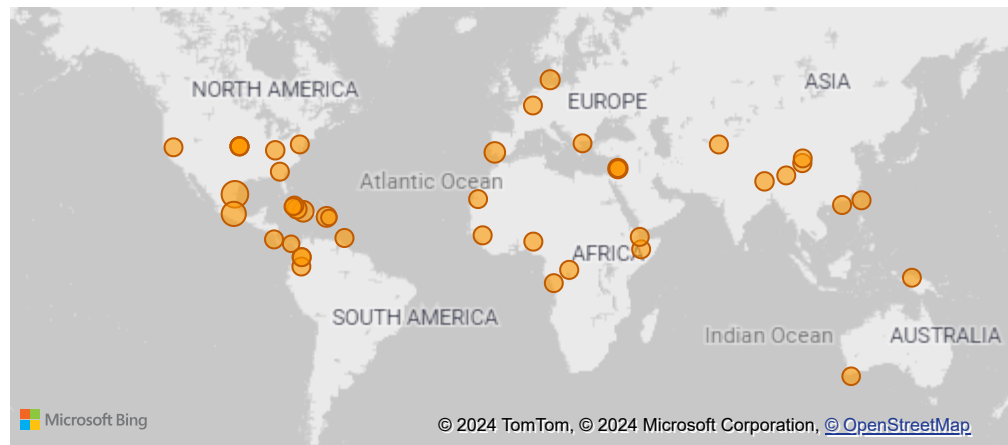 NORTH AMERICA
EUROPE
ASIA
Atlantic Ocean
AFRICA
SOUTH AMERICA
Indian Ocean
AUSTRALIA
Microsoft Bing
© 2024 TomTom, © 2024 Microsoft Corporation, © OpenStreetMap